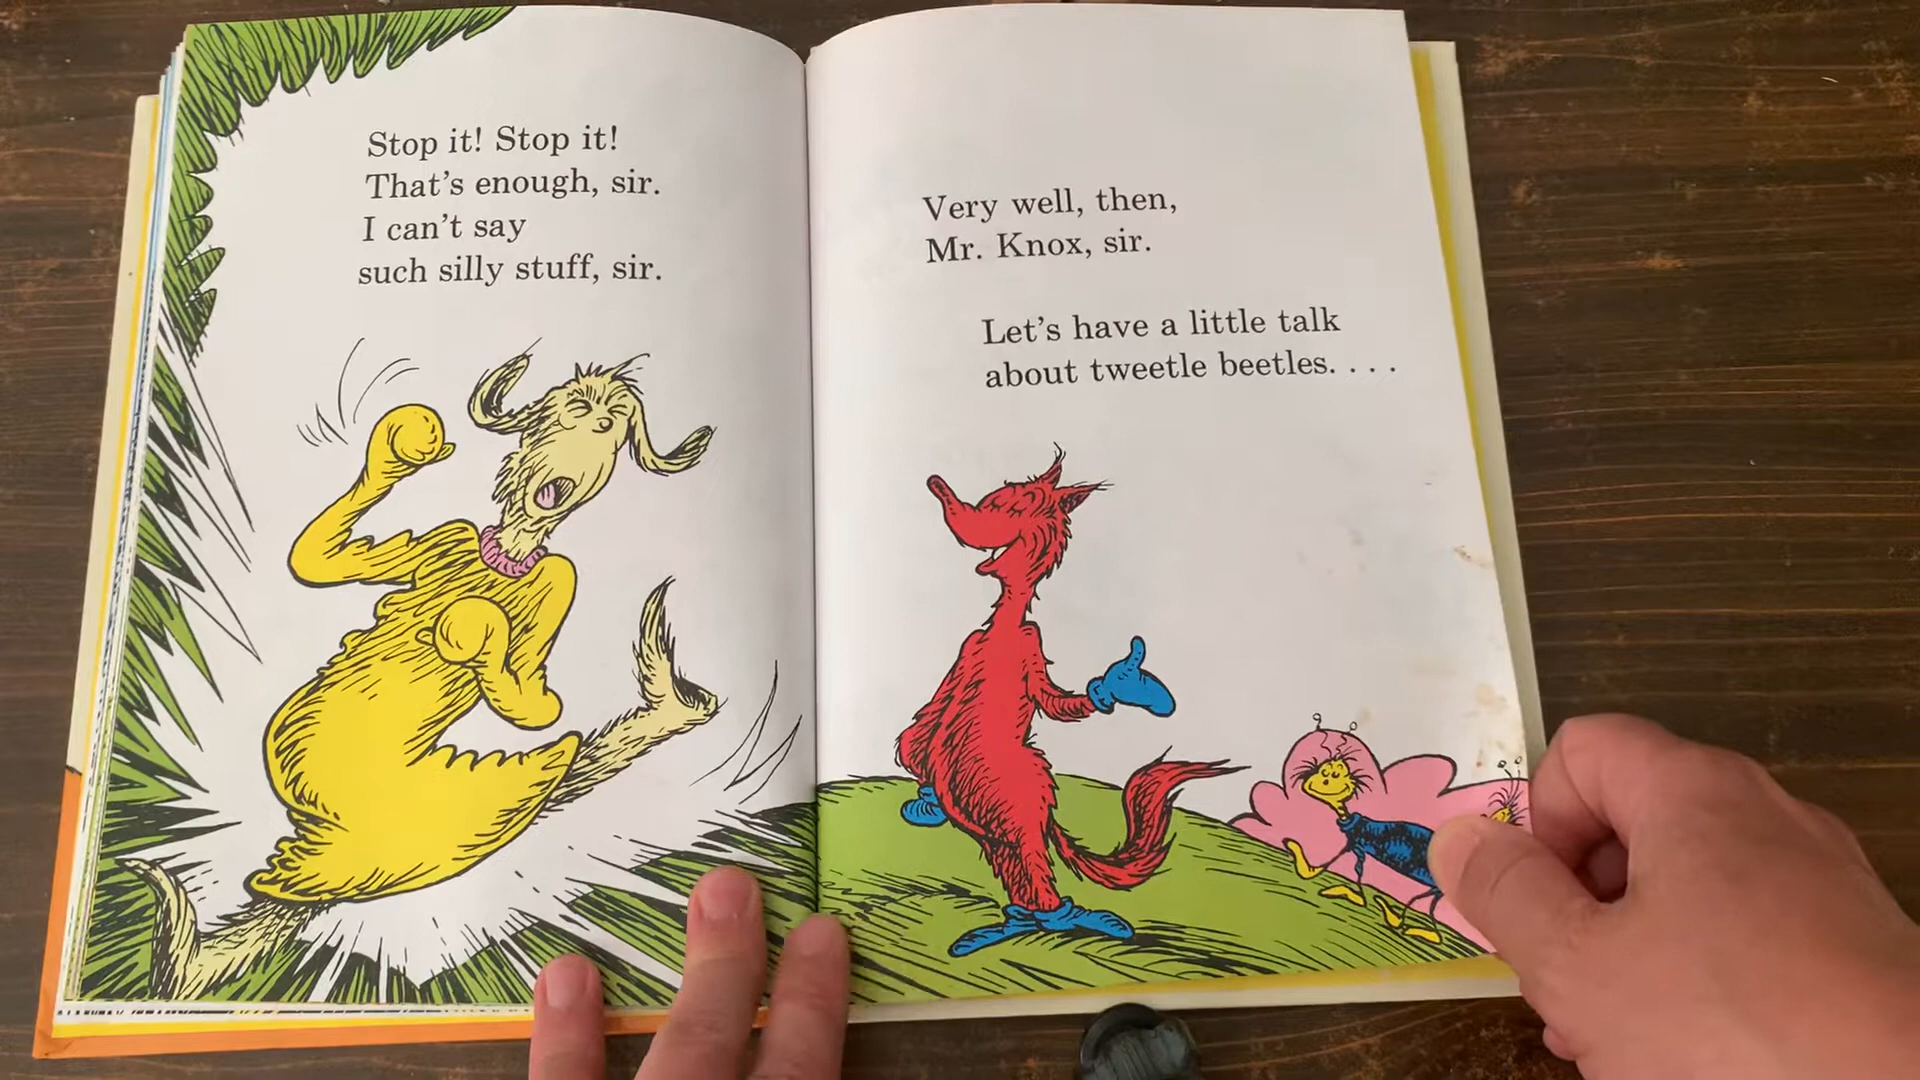 Stop it! Stop it!
That's enough, sir.
I can't say
such silly stuff, sir.
Very well, then,
Mr. Knox, sir.
Let's have a little talk
about tweetle beetles. . . .